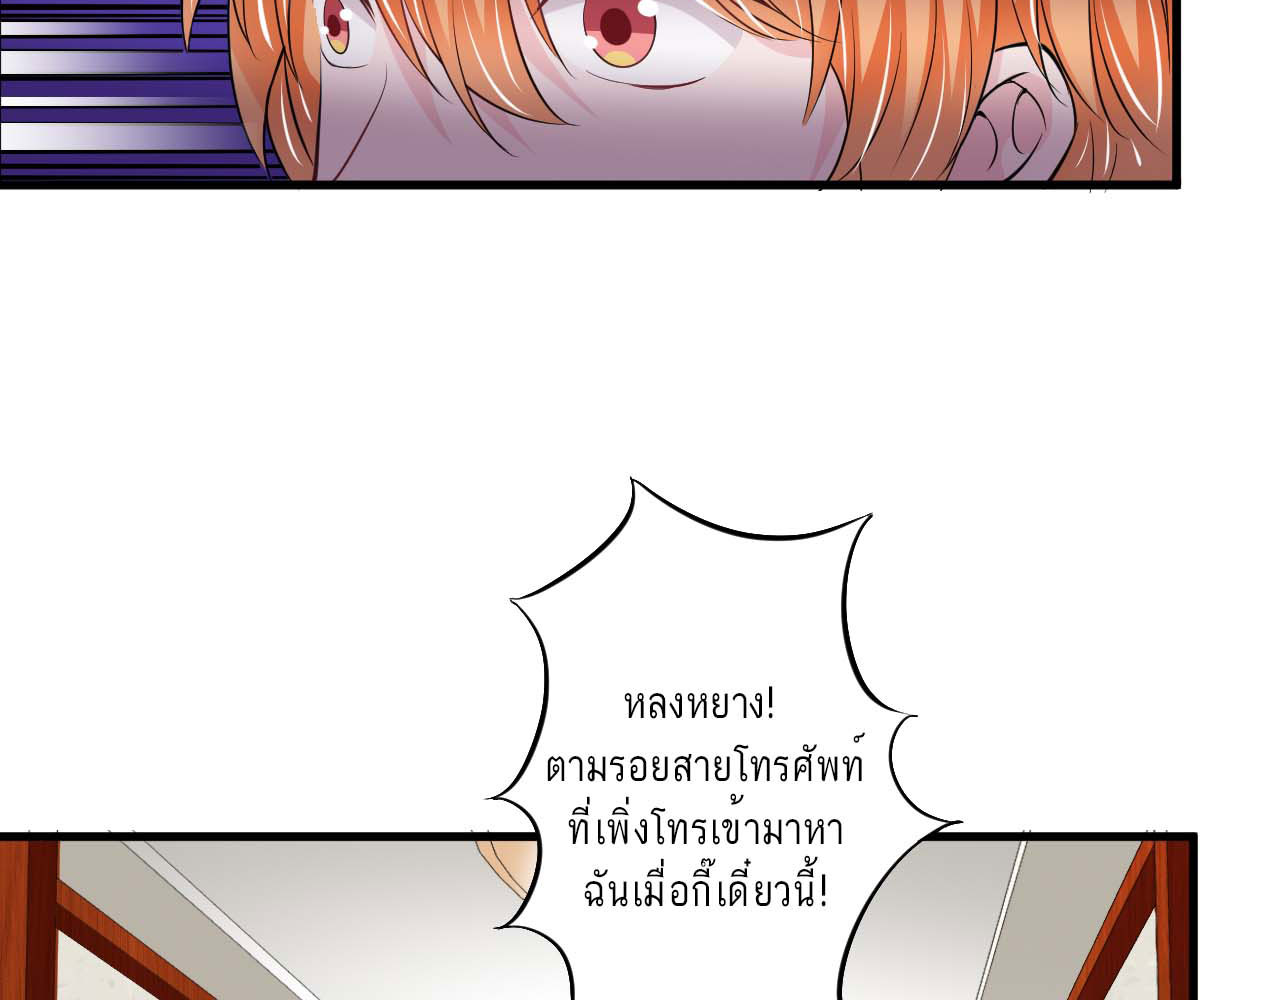 หลงหยาง!
ตามรอยสายโทรศัพท์
ที่เพิ่งโทรเข้ามาหา
ฉันเมื่อกี๊เดี๋ยวนี้!